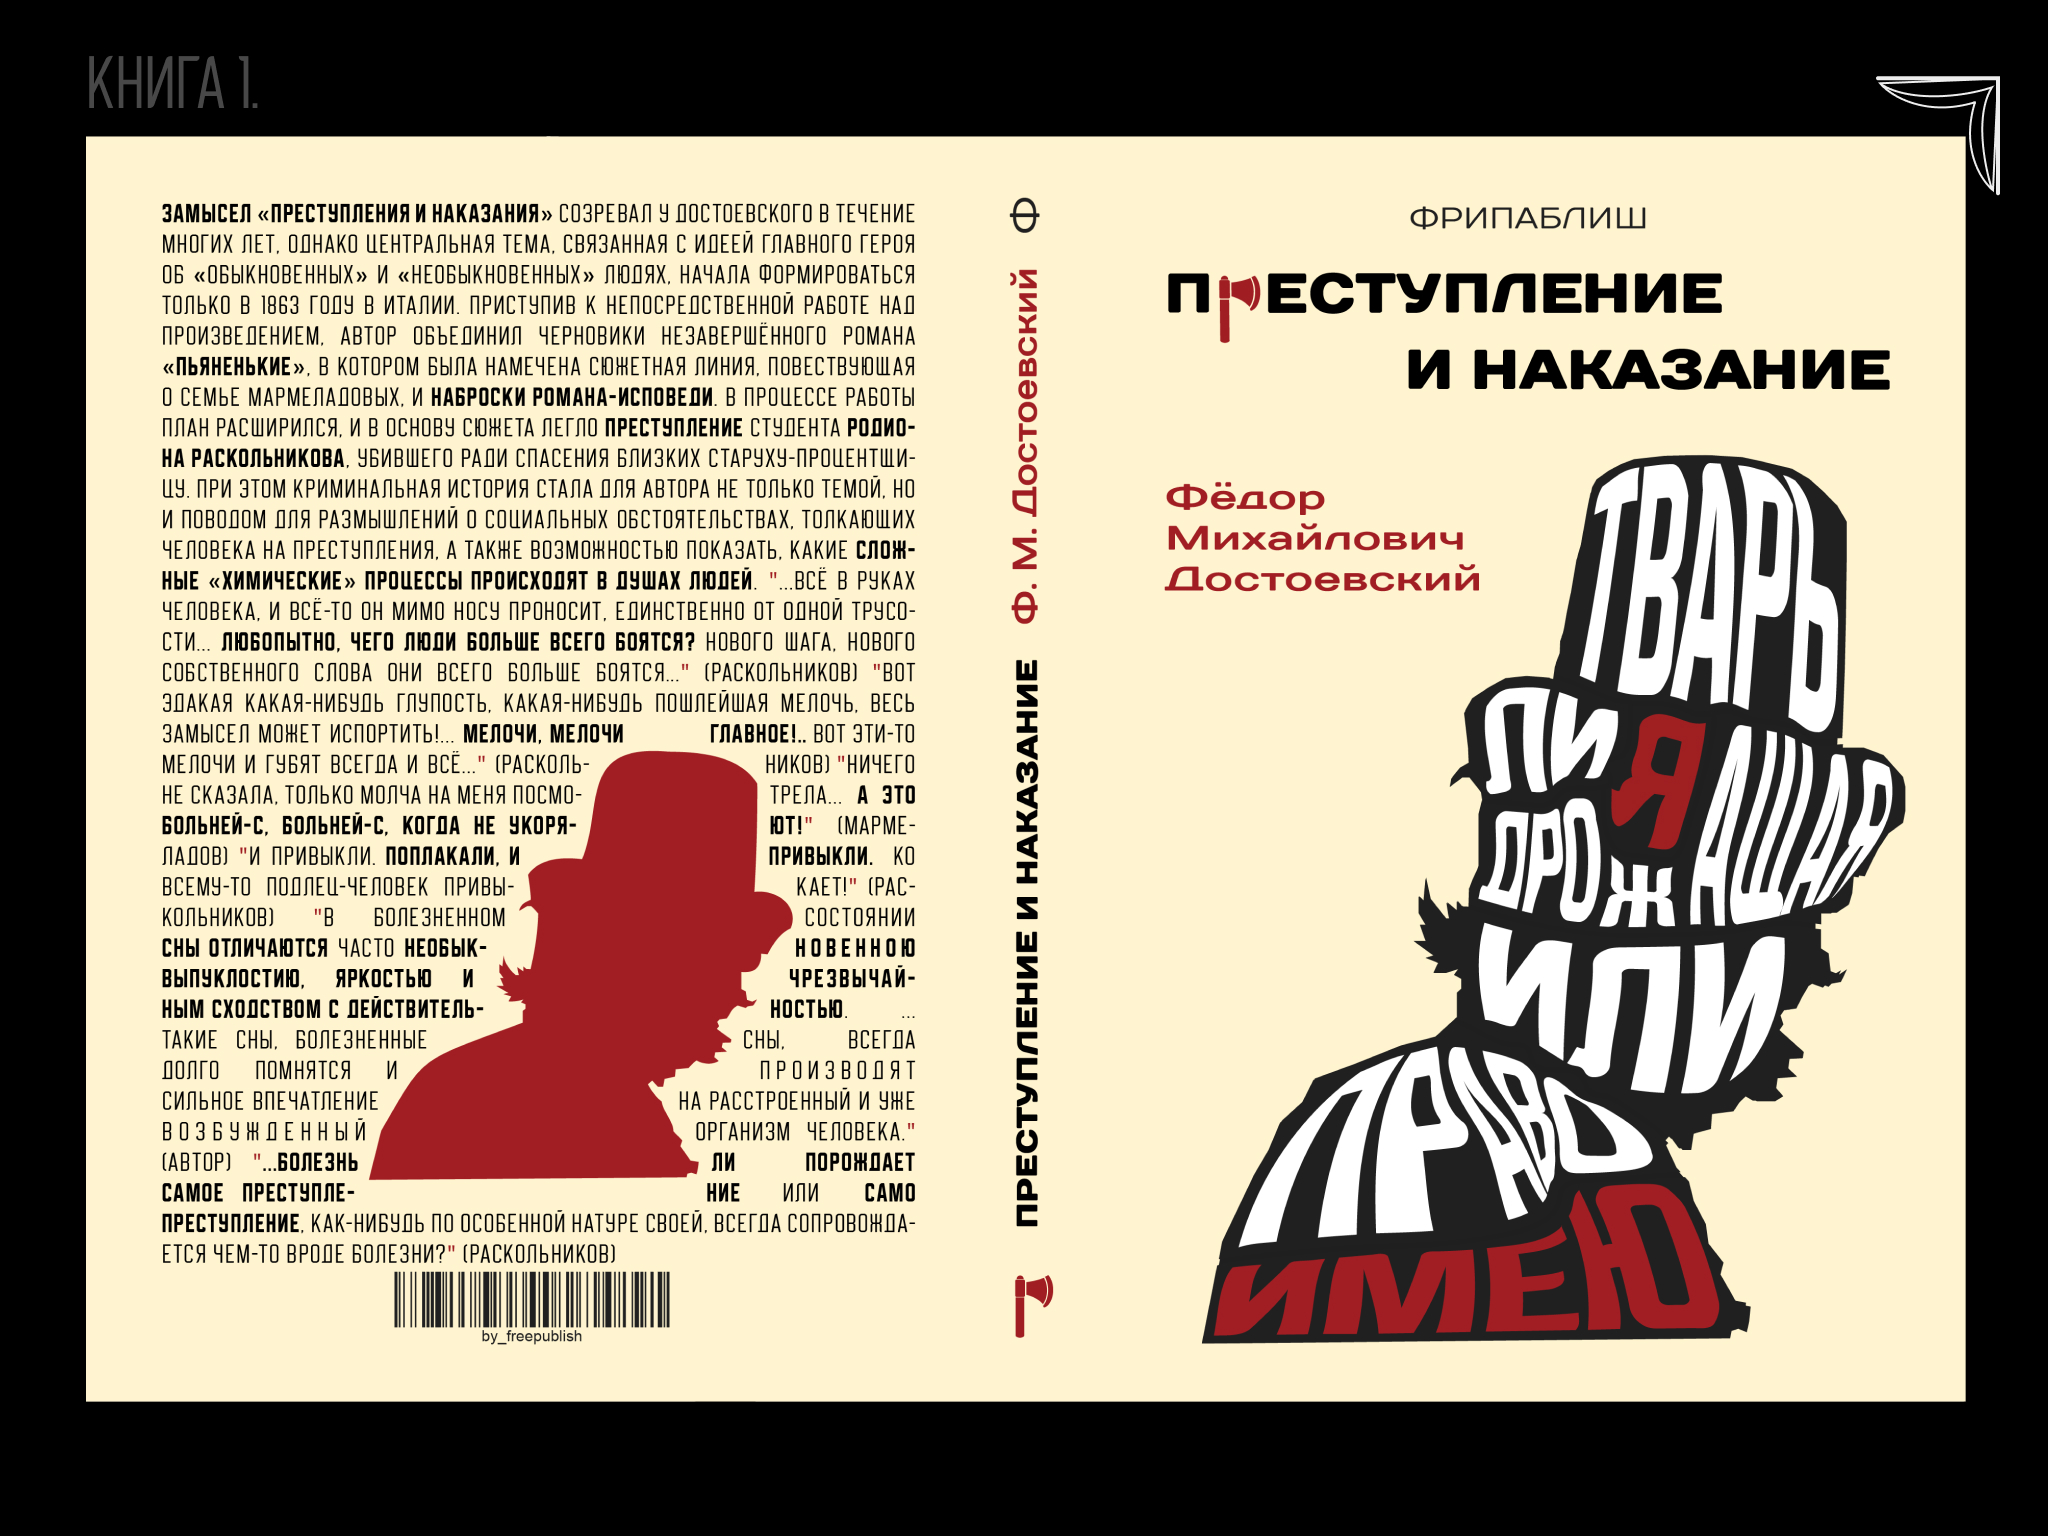 КНИГА 1.
ЗАМЫСЕЛ «ПРЕСТУПЛЕНИЯ И НАКАЗАНИЯ» СОЗРЕВАЛ У ДОСТОЕВСКОГО В ТЕЧЕНИЕ
МНОГИХ ЛЕТ, ОДНАКО ЦЕНТРАЛЬНАЯ ТЕМА, СВЯЗАННАЯ С ИДЕЕЙ ГЛАВНОГО ГЕРОЯ
ОБ «ОБЫКНОВЕННЫХ» И «НЕОБЫКНОВЕННЫХ» ЛЮДЯХ, НАЧАЛА ФОРМИРОВАТЬСЯ
ТОЛЬКО В 1863 ГОДУ В ИТАЛИИ. ПРИСТУПИВ К НЕПОСРЕДСТВЕННОЙ РАБОТЕ НАД
ПРОИЗВЕДЕНИЕМ, АВТОР ОБЪЕДИНИЛ ЧЕРНОВИКИ НЕЗАВЕРШЁННОГО РОМАНА
«ПЬЯНЕНЬКИЕ», В КОТОРОМ БЫЛА НАМЕЧЕНА СЮЖЕТНАЯ ЛИНИЯ, ПОВЕСТВУЮЩАЯ
О СЕМЬЕ МАРМЕЛАДОВЫХ, И НАБРОСКИ РОМАНА-ИСПОВЕДИ. В ПРОЦЕССЕ РАБОТЫ
ПЛАН РАСШИРИЛСЯ, И В ОСНОВУ СЮЖЕТА ЛЕГЛО ПРЕСТУПЛЕНИЕ СТУДЕНТА РОДИО-
НА РАСКОЛЬНИКОВА, УБИВШЕГО РАДИ СПАСЕНИЯ БЛИЗКИХ СТАРУХУ-ПРОЦЕНТЩИ-
ЦУ. ПРИ ЭТОМ КРИМИНАЛЬНАЯ ИСТОРИЯ СТАЛА ДЛЯ АВТОРА НЕ ТОЛЬКО ТЕМОЙ, НО
И ПОВОДОМ ДЛЯ РАЗМЫШЛЕНИЙ О СОЦИАЛЬНЫХ ОБСТОЯТЕЛЬСТВАХ, ТОЛКАЮЩИХ
ЧЕЛОВЕКА НА ПРЕСТУПЛЕНИЯ, А ТАКЖЕ ВОЗМОЖНОСТЬЮ ПОКАЗАТЬ, КАКИЕ СЛОЖ-
НЫЕ «ХИМИЧЕСКИЕ» ПРОЦЕССЫ ПРОИСХОДЯТ В ДУШАХ ЛЮДЕЙ. "...ВСЁ В РУКАХ
ЧЕЛОВЕКА, И ВСЁ-ТО ОН МИМО НОСУ ПРОНОСИТ, ЕДИНСТВЕННО ОТ ОДНОЙ ТРУСО-
СТИ... ЛЮБОПЫТНО, ЧЕГО ЛЮДИ БОЛЬШЕ ВСЕГО БОЯТСЯ? НОВОГО ШАГА, НОВОГО
СОБСТВЕННОГО СЛОВА ОНИ ВСЕГО БОЛЬШЕ БОЯТСЯ..." (РАСКОЛЬНИКОВ) "ВОТ
ЭДАКАЯ КАКАЯ-НИБУДЬ ГЛУПОСТЬ, КАКАЯ-НИБУДЬ ПОШЛЕЙШАЯ МЕЛОЧЬ, ВЕСЬ
ЗАМЫСЕЛ МОЖЕТ ИСПОРТИТЬ!... МЕЛОЧИ, МЕЛОЧИ ГЛАВНОЕ!.. ВОТ ЭТИ-ТО
МЕЛОЧИ И ГУБЯТ ВСЕГДА И ВСЁ..." (РАСКОЛЬ- НИКОВ) "НИЧЕГО
НЕ СКАЗАЛА, ТОЛЬКО МОЛЧА НА МЕНЯ ПОСМО- ТРЕЛА... А ЭТО
БОЛЬНЕЙ-С, БОЛЬНЕЙ-С, КОГДА НЕ УКОРЯ- ЮТ!" (МАРМЕ-
ЛАДОВ) "И ПРИВЫКЛИ. ПОПЛАКАЛИ, И ПРИВЫКЛИ. КО
ВСЕМУ-ТО ПОДЛЕЦ-ЧЕЛОВЕК ПРИВЫ- КАЕТ!" (РАС-
КОЛЬНИКОВ) "В БОЛЕЗНЕННОМ СОСТОЯНИИ
СНЫ ОТЛИЧАЮТСЯ ЧАСТО НЕОБЫК- НОВЕННОЮ
ВЫПУКЛОСТИЮ, ЯРКОСТЬЮ И ЧРЕЗВЫЧАЙ-
НЫМ СХОДСТВОМ С ДЕЙСТВИТЕЛЬ- НОСТЬЮ. ...
ТАКИЕ СНЫ, БОЛЕЗНЕННЫЕ СНЫ, ВСЕГДА
ДОЛГО ПОМНЯТСЯ И ПРОИЗВОДЯТ
СИЛЬНОЕ ВПЕЧАТЛЕНИЕ НА РАССТРОЕННЫЙ И УЖЕ
ВОЗБУЖДЕННЫЙ ОРГАНИЗМ ЧЕЛОВЕКА."
(АВТОР) "...БОЛЕЗНЬ ЛИ ПОРОЖДАЕТ
САМОЕ ПРЕСТУПЛЕ- НИЕ ИЛИ САМО
ПРЕСТУПЛЕНИЕ, КАК-НИБУДЬ ПО ОСОБЕННОЙ НАТУРЕ СВОЕЙ, ВСЕГДА СОПРОВОЖДА-
ЕТСЯ ЧЕМ-ТО ВРОДЕ БОЛЕЗНИ?" (РАСКОЛЬНИКОВ)
by_freepublish
ПРЕСТУПЛЕНИЕ И НАКАЗАНИЕ Ф. М. Достоевский Ф
ФРИПАБЛИШ
ПРЕСТУПЛЕНИЕ
И НАКАЗАНИЕ
Фёдор
Михайлович
Достоевский
ТВАРЬ
ЛИ Я
ДРОЖАЩАЯ
ИЛИ
ПРАВО
ИМЕЮ